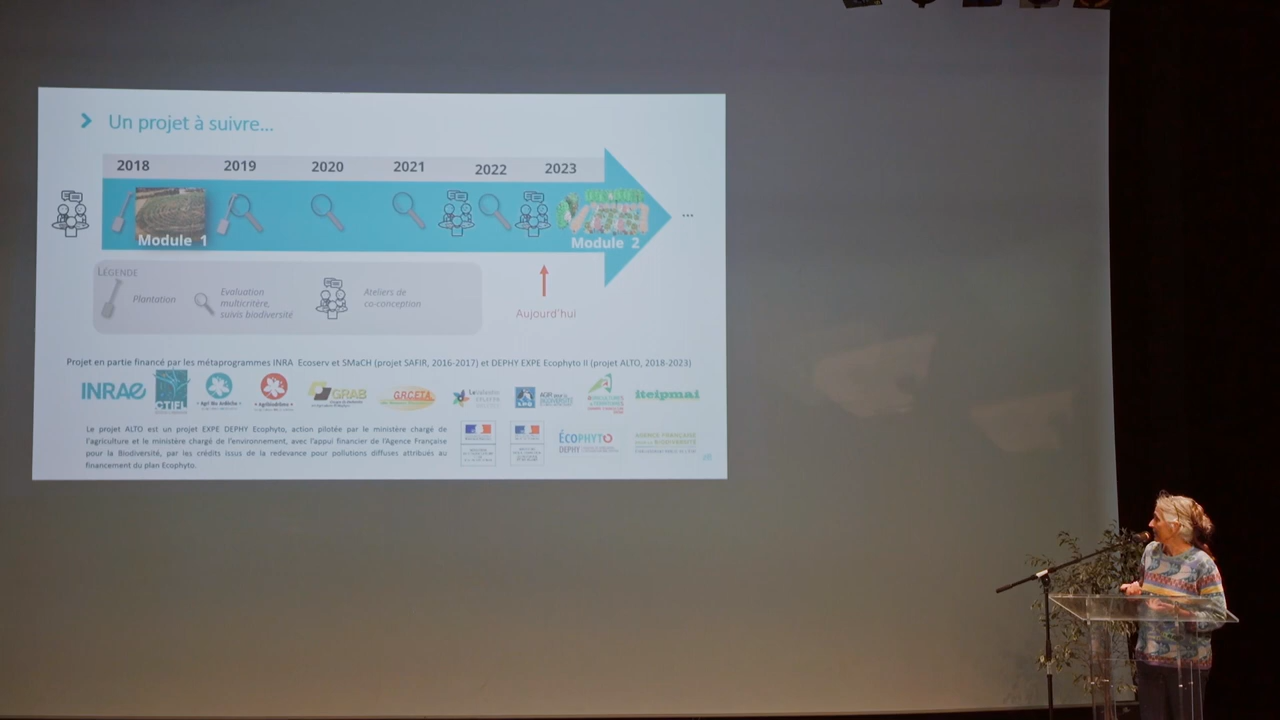 Un projet à suivre...
2018 2019 2020 2021 2022 2023
Module 1
Module 2
...
LÉGENDE
Plantation
Evaluation
multicritère,
suivis biodiversité
Ateliers de
co-conception
Aujourd'hui
Projet en partie financé par les métaprogrammes INRA Ecoserv et SMaCH (projet SAFIR, 2016-2017) et DEPHY EXPE Ecophyto II (projet ALTO, 2018-2023)
INRAE CTIFL GRAB GRCETA iteipmai
Le projet ALTO est un projet EXPE DEPHY Ecophyto, action pilotée par le ministère chargé de
l'agriculture et le ministère chargé de l'environnement, avec l'appui financier de l'Agence Française
pour la Biodiversité, par les crédits issus de la redevance pour pollutions diffuses attribués au
financement du plan Ecophyto.
ÉCOPHYTO
DEPHY
AGENCE FRANÇAISE